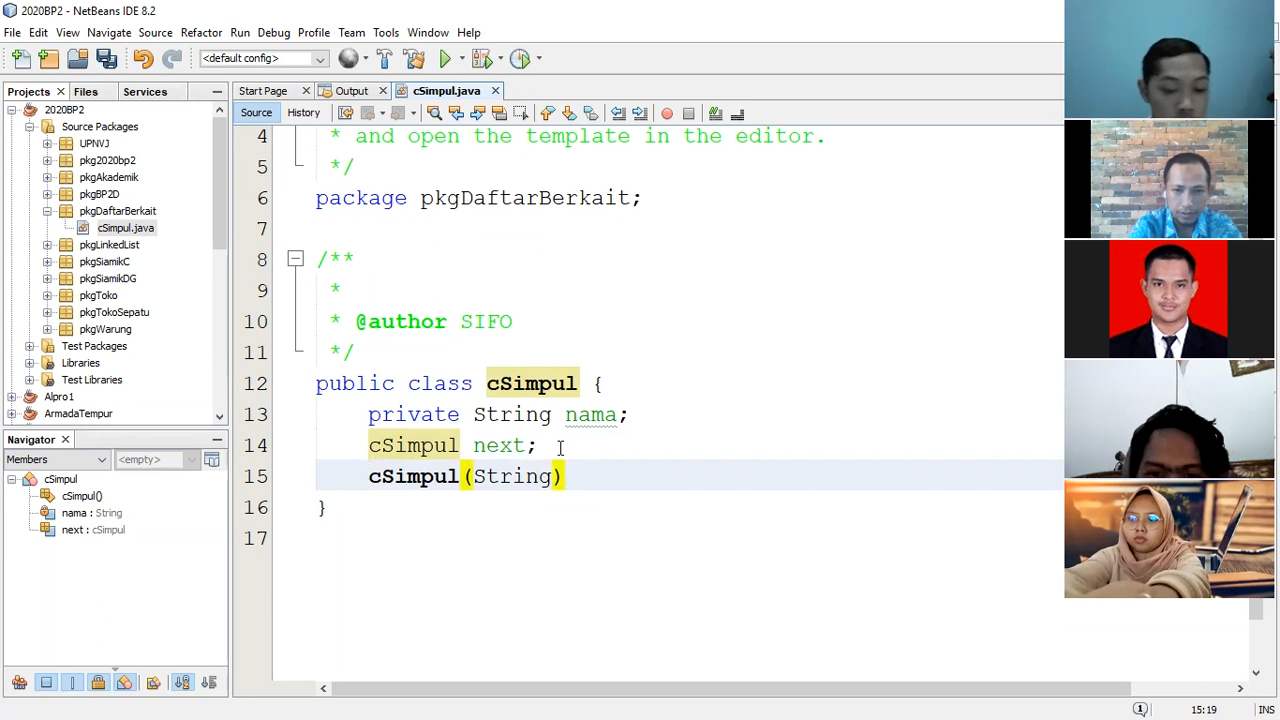 2020BP2 - NetBeans IDE 8.2
File Edit View Navigate Source Refactor Run Debug Profile Team Tools Window Help
<default config>
Projects Files Services
Start Page Output cSimpul.java
Source History
2020BP2
Source Packages
UPNVJ
pkg2020bp2
pkgAkademik
pkgBP2D
pkgDaftarBerkait
cSimpul.java
pkgLinkedList
pkgSiamikC
pkgSiamikDG
pkgToko
pkgTokoSepatu
pkgWarung
Test Packages
Libraries
Test Libraries
Alpro1
ArmadaTempur
Navigator
Members <empty>
cSimpul
cSimpul()
nama : String
next : cSimpul
4 * and open the template in the editor.
5 */
6 package pkgDaftarBerkait;
7
8 /**
9 *
10 * @author SIFO
11 */
12 public class cSimpul {
13 private String nama;
14 cSimpul next;
15 cSimpul(String)
16 }
17
15:19 INS